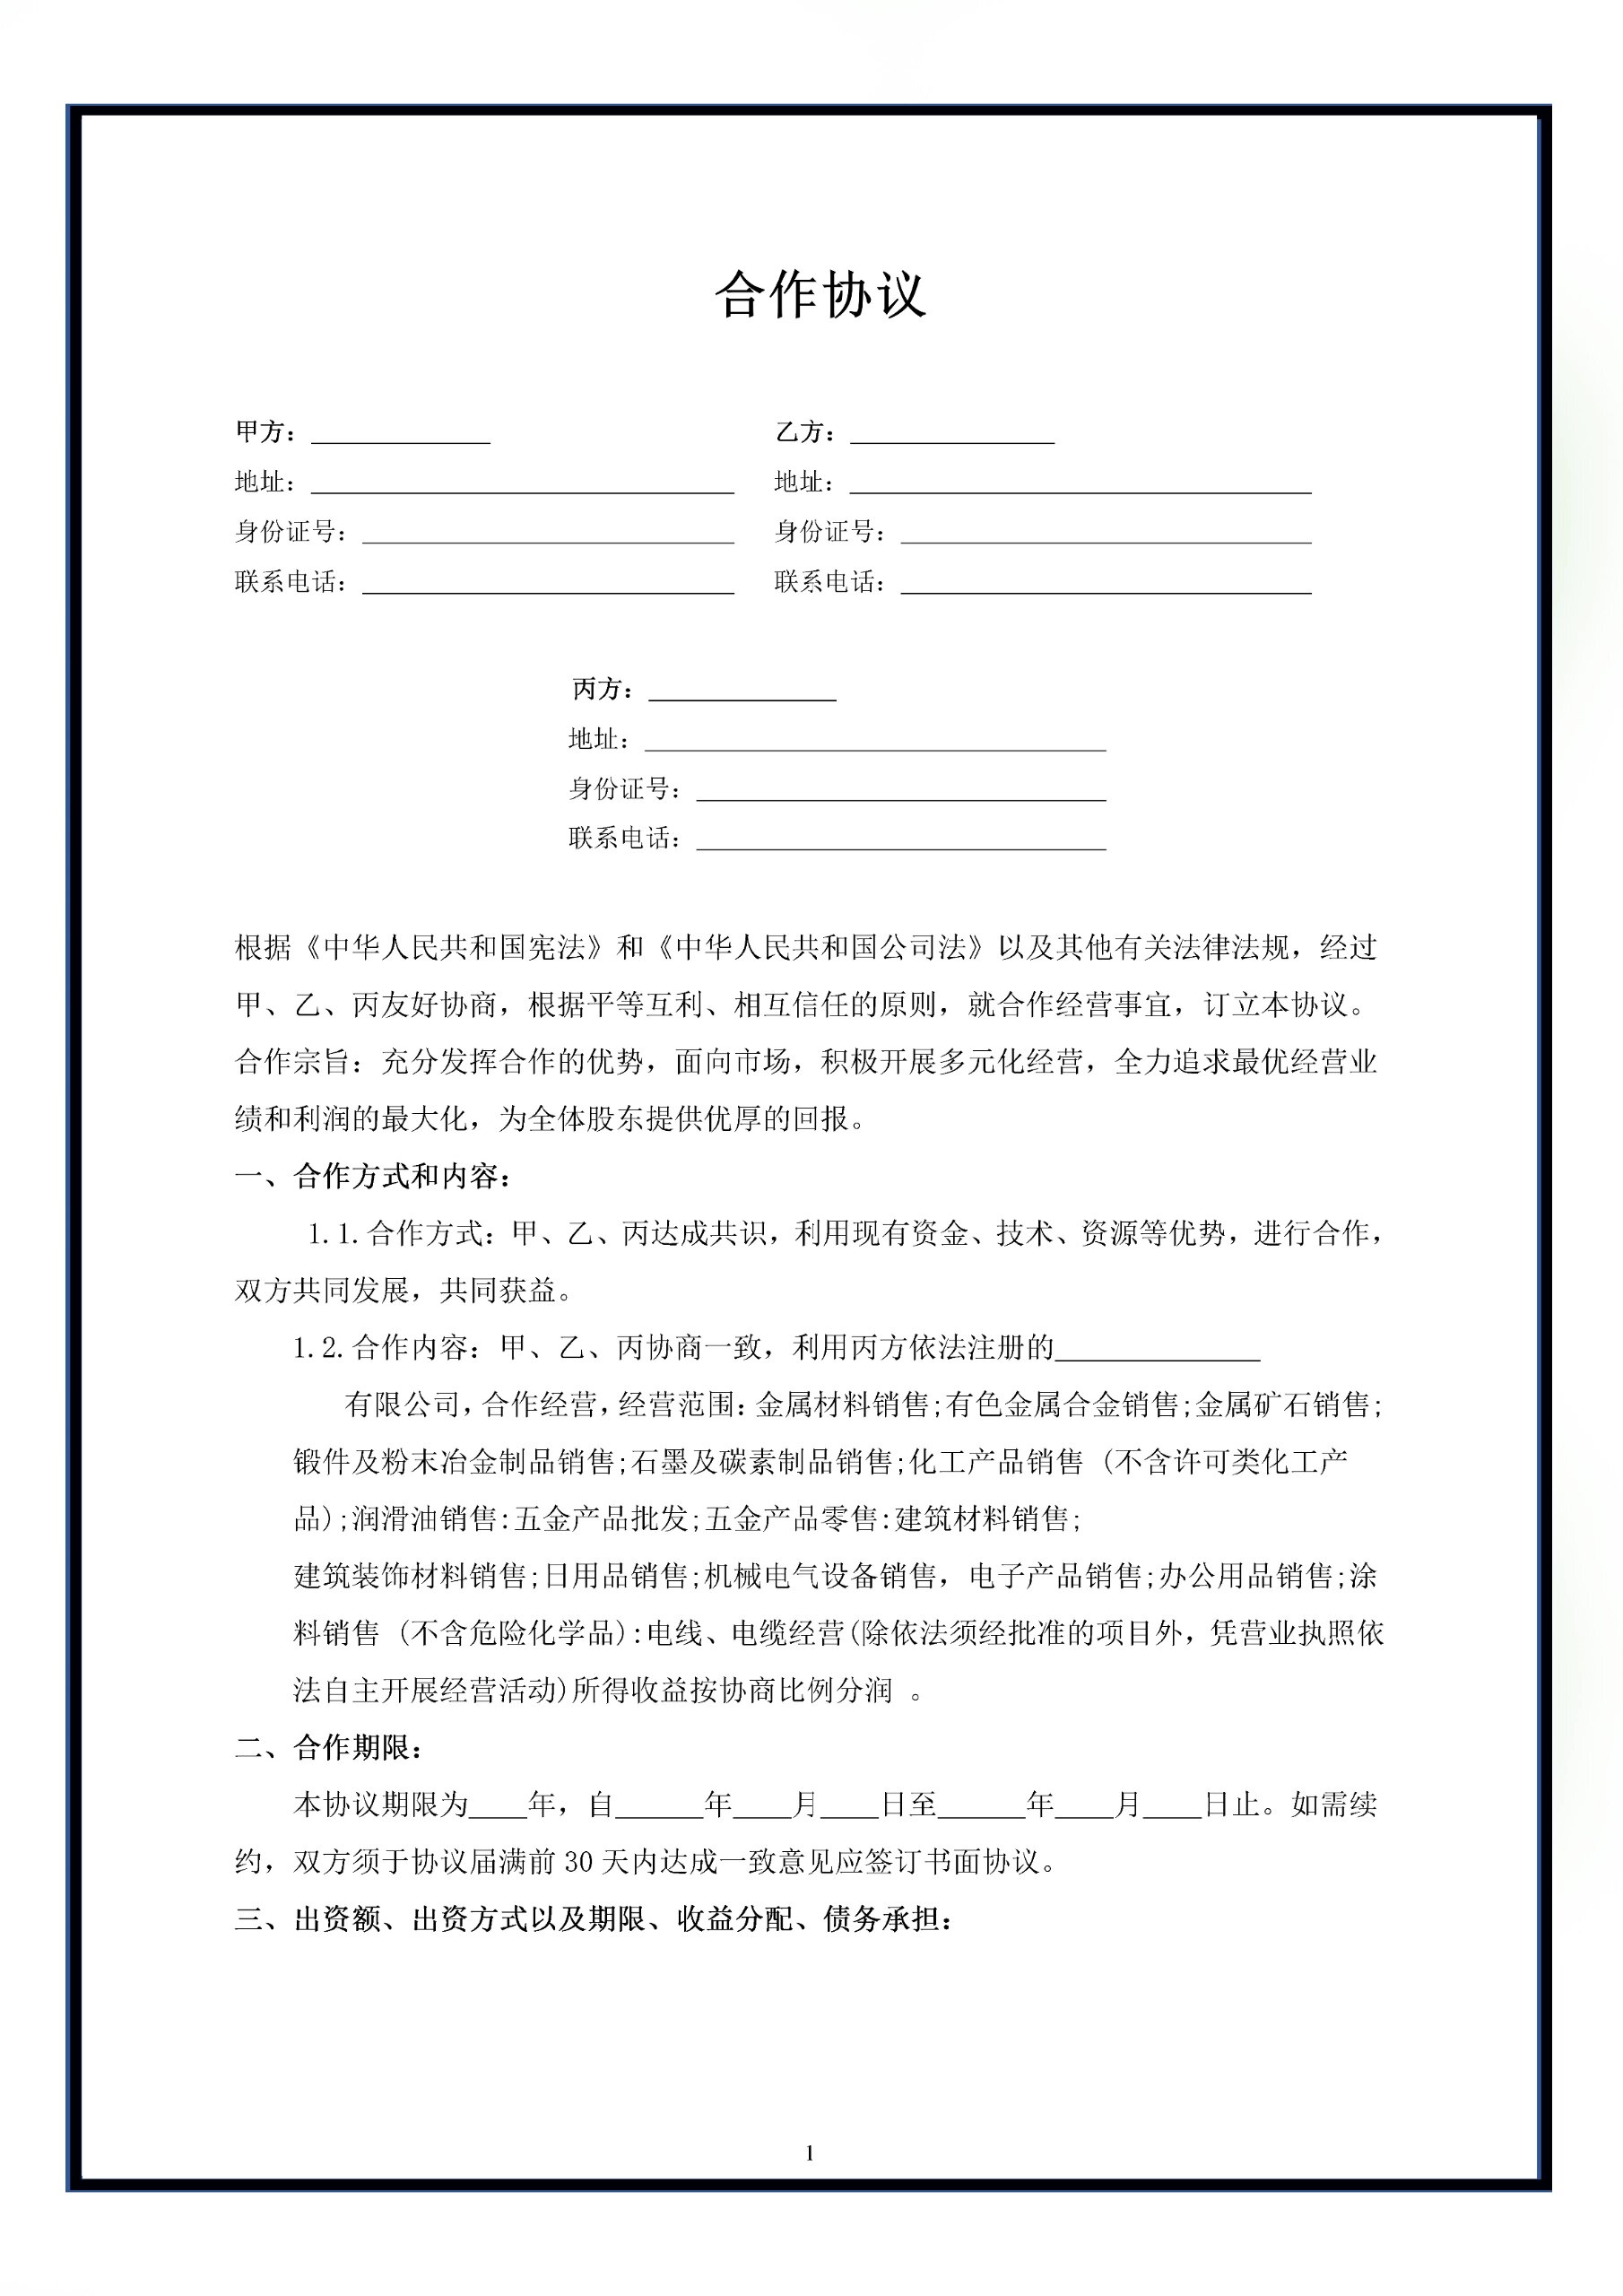 合作协议
甲方：____________ 乙方：____________
地址：____________ 地址：____________
身份证号：____________ 身份证号：____________
联系电话：____________ 联系电话：____________
丙方：____________
地址：____________
身份证号：____________
联系电话：____________
根据《中华人民共和国宪法》和《中华人民共和国公司法》以及其他有关法律法规，经过
甲、乙、丙友好协商，根据平等互利、相互信任的原则，就合作经营事宜，订立本协议。
合作宗旨：充分发挥合作的优势，面向市场，积极开展多元化经营，全力追求最优经营业
绩和利润的最大化，为全体股东提供优厚的回报。
一、合作方式和内容：
1.1.合作方式：甲、乙、丙达成共识，利用现有资金、技术、资源等优势，进行合作，
双方共同发展，共同获益。
1.2.合作内容：甲、乙、丙协商一致，利用丙方依法注册的______________
有限公司,合作经营,经营范围:金属材料销售;有色金属合金销售;金属矿石销售;
锻件及粉末冶金制品销售;石墨及碳素制品销售;化工产品销售 (不含许可类化工产
品);润滑油销售:五金产品批发;五金产品零售:建筑材料销售;
建筑装饰材料销售;日用品销售;机械电气设备销售，电子产品销售;办公用品销售;涂
料销售 (不含危险化学品):电线、电缆经营(除依法须经批准的项目外，凭营业执照依
法自主开展经营活动)所得收益按协商比例分润 。
二、合作期限：
本协议期限为____年，自______年____月____日至______年____月____日止。如需续
约，双方须于协议届满前 30 天内达成一致意见应签订书面协议。
三、出资额、出资方式以及期限、收益分配、债务承担：
1